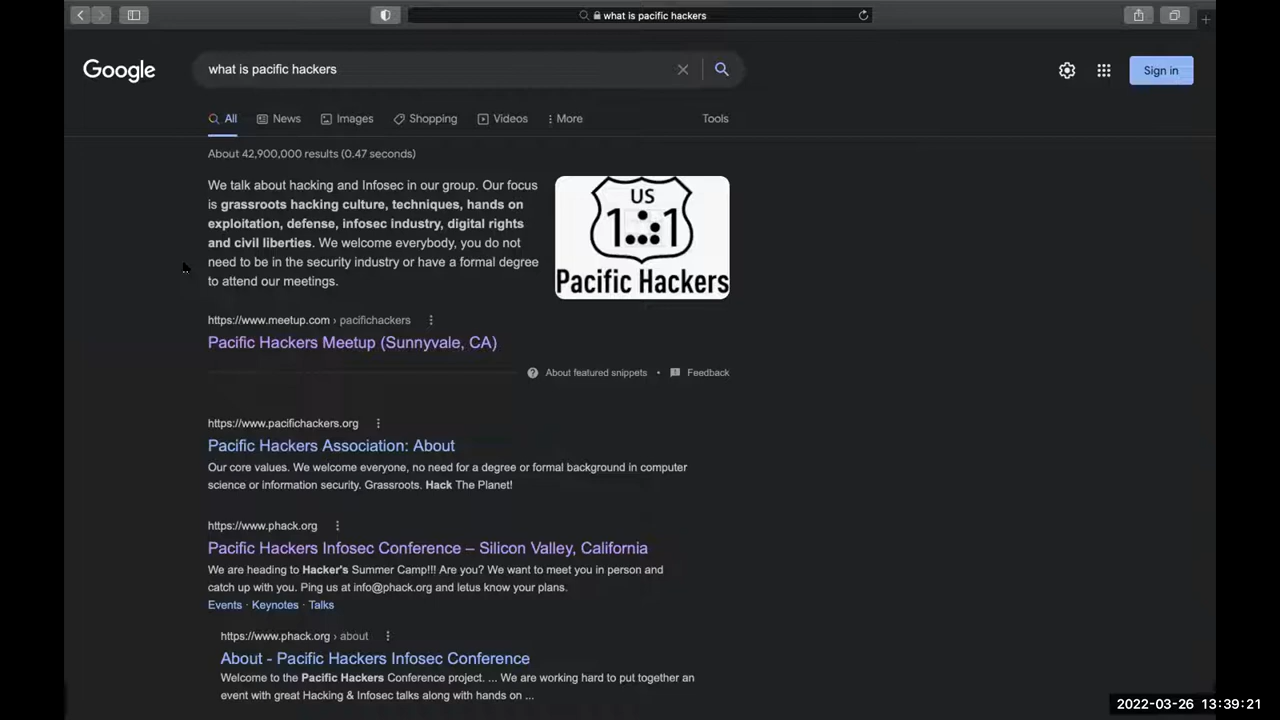 what is pacific hackers
Google
what is pacific hackers
Sign in
All
News
Images
Shopping
Videos
More
Tools
About 42,900,000 results (0.47 seconds)
We talk about hacking and Infosec in our group. Our focus
is grassroots hacking culture, techniques, hands on
exploitation, defense, infosec industry, digital rights
and civil liberties. We welcome everybody, you do not
need to be in the security industry or have a formal degree
to attend our meetings.
US
1 1
Pacific Hackers
https://www.meetup.com › pacifichackers
Pacific Hackers Meetup (Sunnyvale, CA)
About featured snippets • Feedback
https://www.pacifichackers.org
Pacific Hackers Association: About
Our core values. We welcome everyone, no need for a degree or formal background in computer
science or information security. Grassroots. Hack The Planet!
https://www.phack.org
Pacific Hackers Infosec Conference – Silicon Valley, California
We are heading to Hacker's Summer Camp!!! Are you? We want to meet you in person and
catch up with you. Ping us at info@phack.org and letus know your plans.
Events · Keynotes · Talks
https://www.phack.org › about
About - Pacific Hackers Infosec Conference
Welcome to the Pacific Hackers Conference project. ... We are working hard to put together an
event with great Hacking & Infosec talks along with hands on ...
2022-03-26 13:39:21